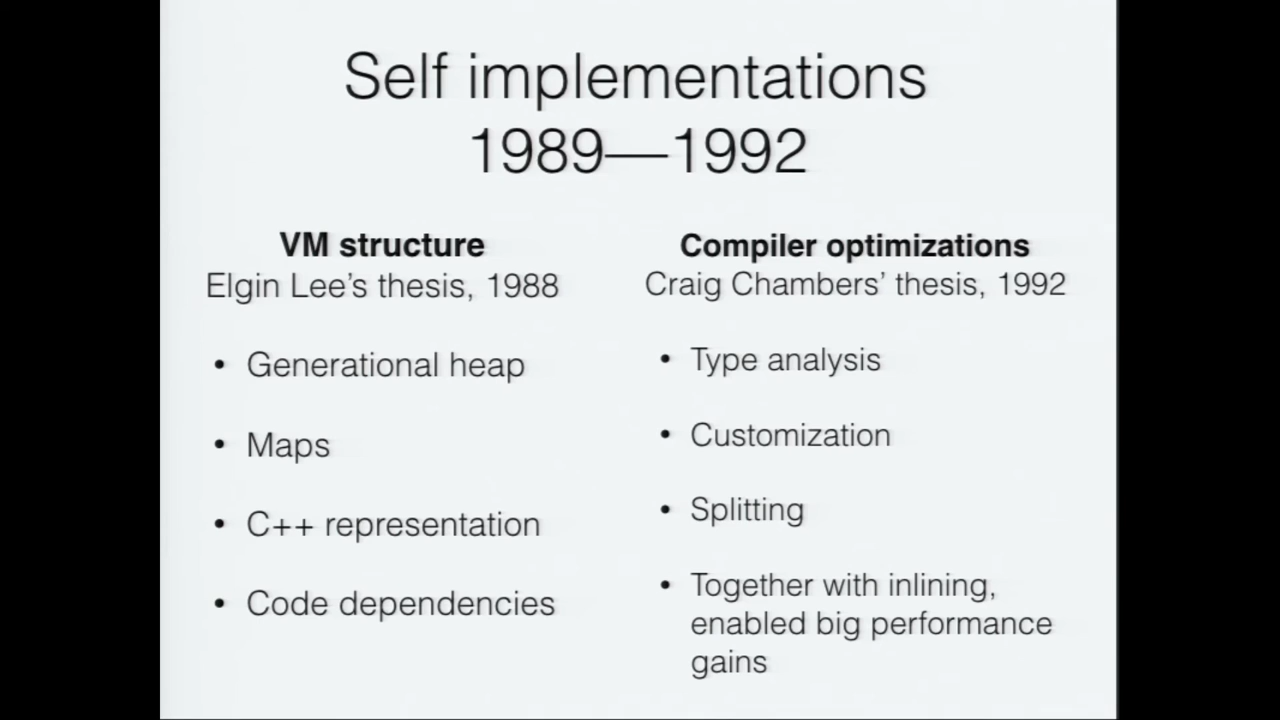 Self implementations
1989—1992
VM structure
Elgin Lee's thesis, 1988
• Generational heap
• Maps
• C++ representation
• Code dependencies
Compiler optimizations
Craig Chambers' thesis, 1992
• Type analysis
• Customization
• Splitting
• Together with inlining,
enabled big performance
gains